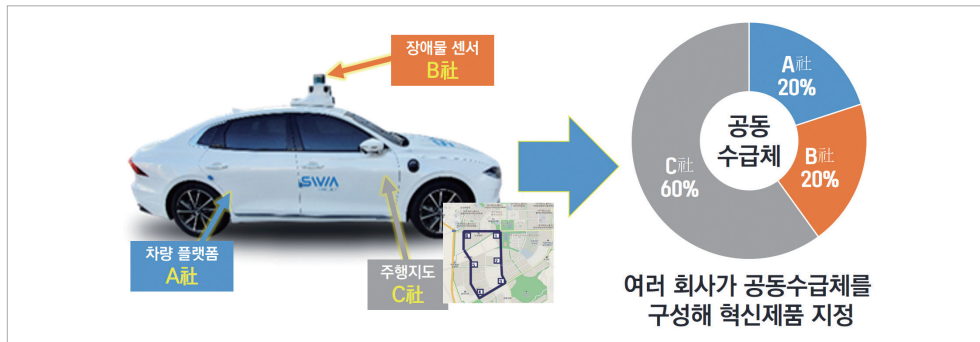 장애물 센서
B社
SWM
차량 플랫폼
A社
주행지도
C社
A社
20%
B社
20%
C社
60%
공동
수급체
여러 회사가 공동수급체를
구성해 혁신제품 지정